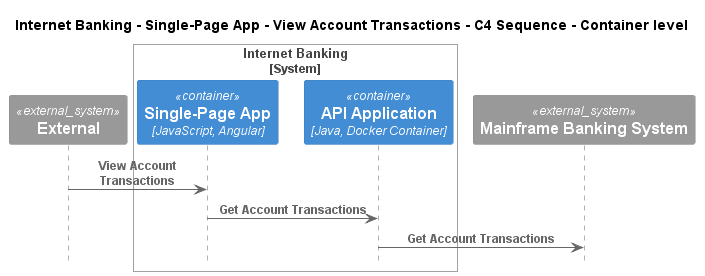 Internet Banking - Single-Page App - View Account Transactions - C4 Sequence - Container level
Internet Banking
[System]
«external_system»
External
«container»
Single-Page App
[JavaScript, Angular]
«container»
API Application
[Java, Docker Container]
«external_system»
Mainframe Banking System
View Account
Transactions
Get Account Transactions
Get Account Transactions